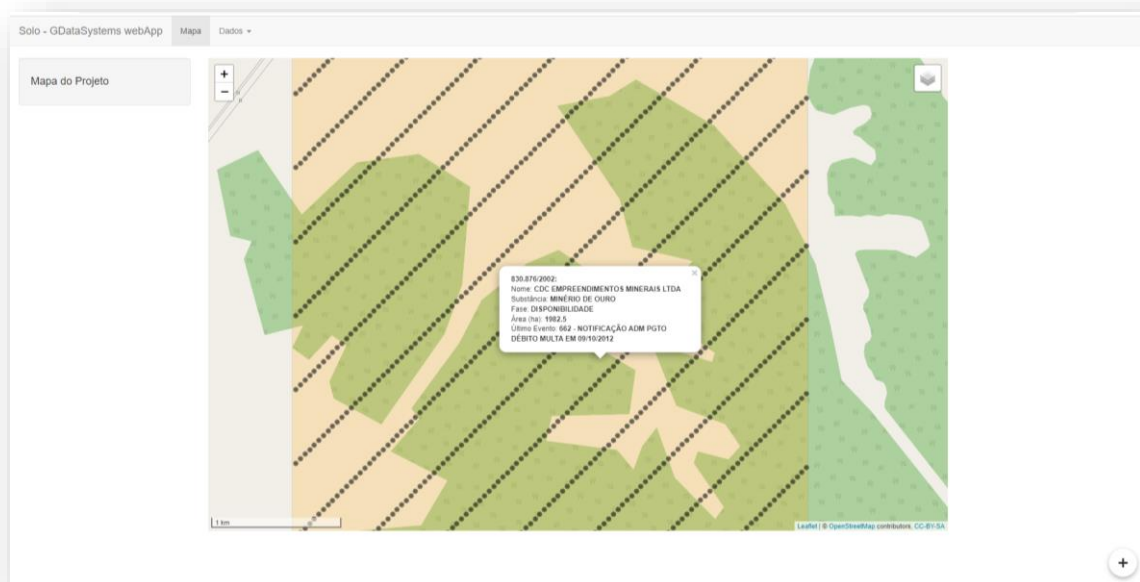 Solo - GDataSystems webApp Mapa Dados
Mapa do Projeto
+
−
830.876/2002:
Nome: CDC EMPREENDIMENTOS MINERAIS LTDA
Substância: MINÉRIO DE OURO
Fase: DISPONIBILIDADE
Área (ha): 1982,5
Último Evento: 662 - NOTIFICAÇÃO ADM PGTO
DÉBITO MULTA EM 09/10/2012
×
1 km
Leaflet | © OpenStreetMap contributors, CC-BY-SA
+